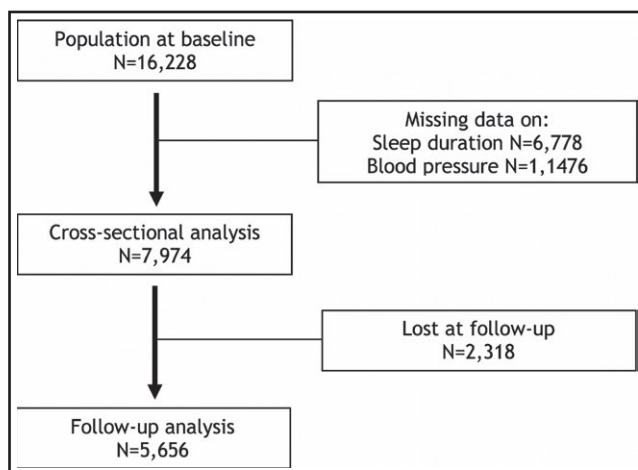 Population at baseline
N=16,228
Missing data on:
Sleep duration N=6,778
Blood pressure N=1,1476
Cross-sectional analysis
N=7,974
Lost at follow-up
N=2,318
Follow-up analysis
N=5,656